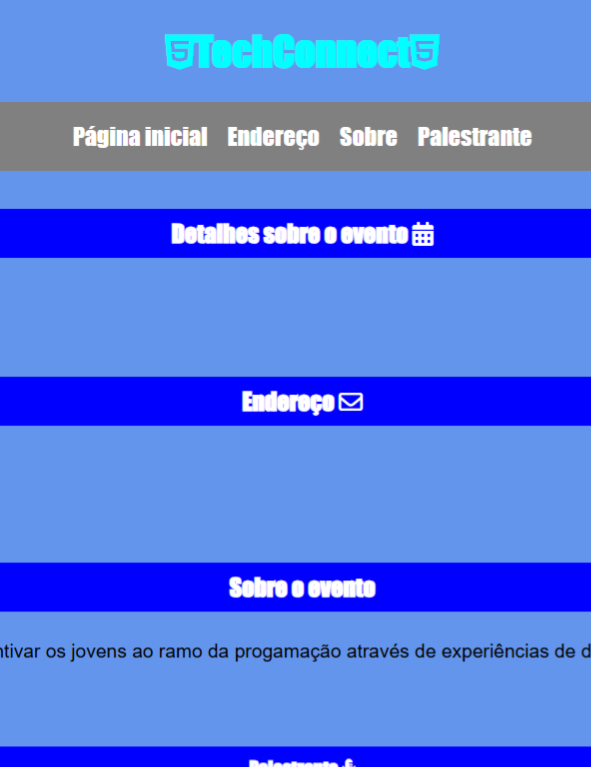 TechConnect
Página inicial Endereço Sobre Palestrante
Detalhes sobre o evento
Endereço
Sobre o evento
ntivar os jovens ao ramo da progamação através de experiências de d
Palestrante